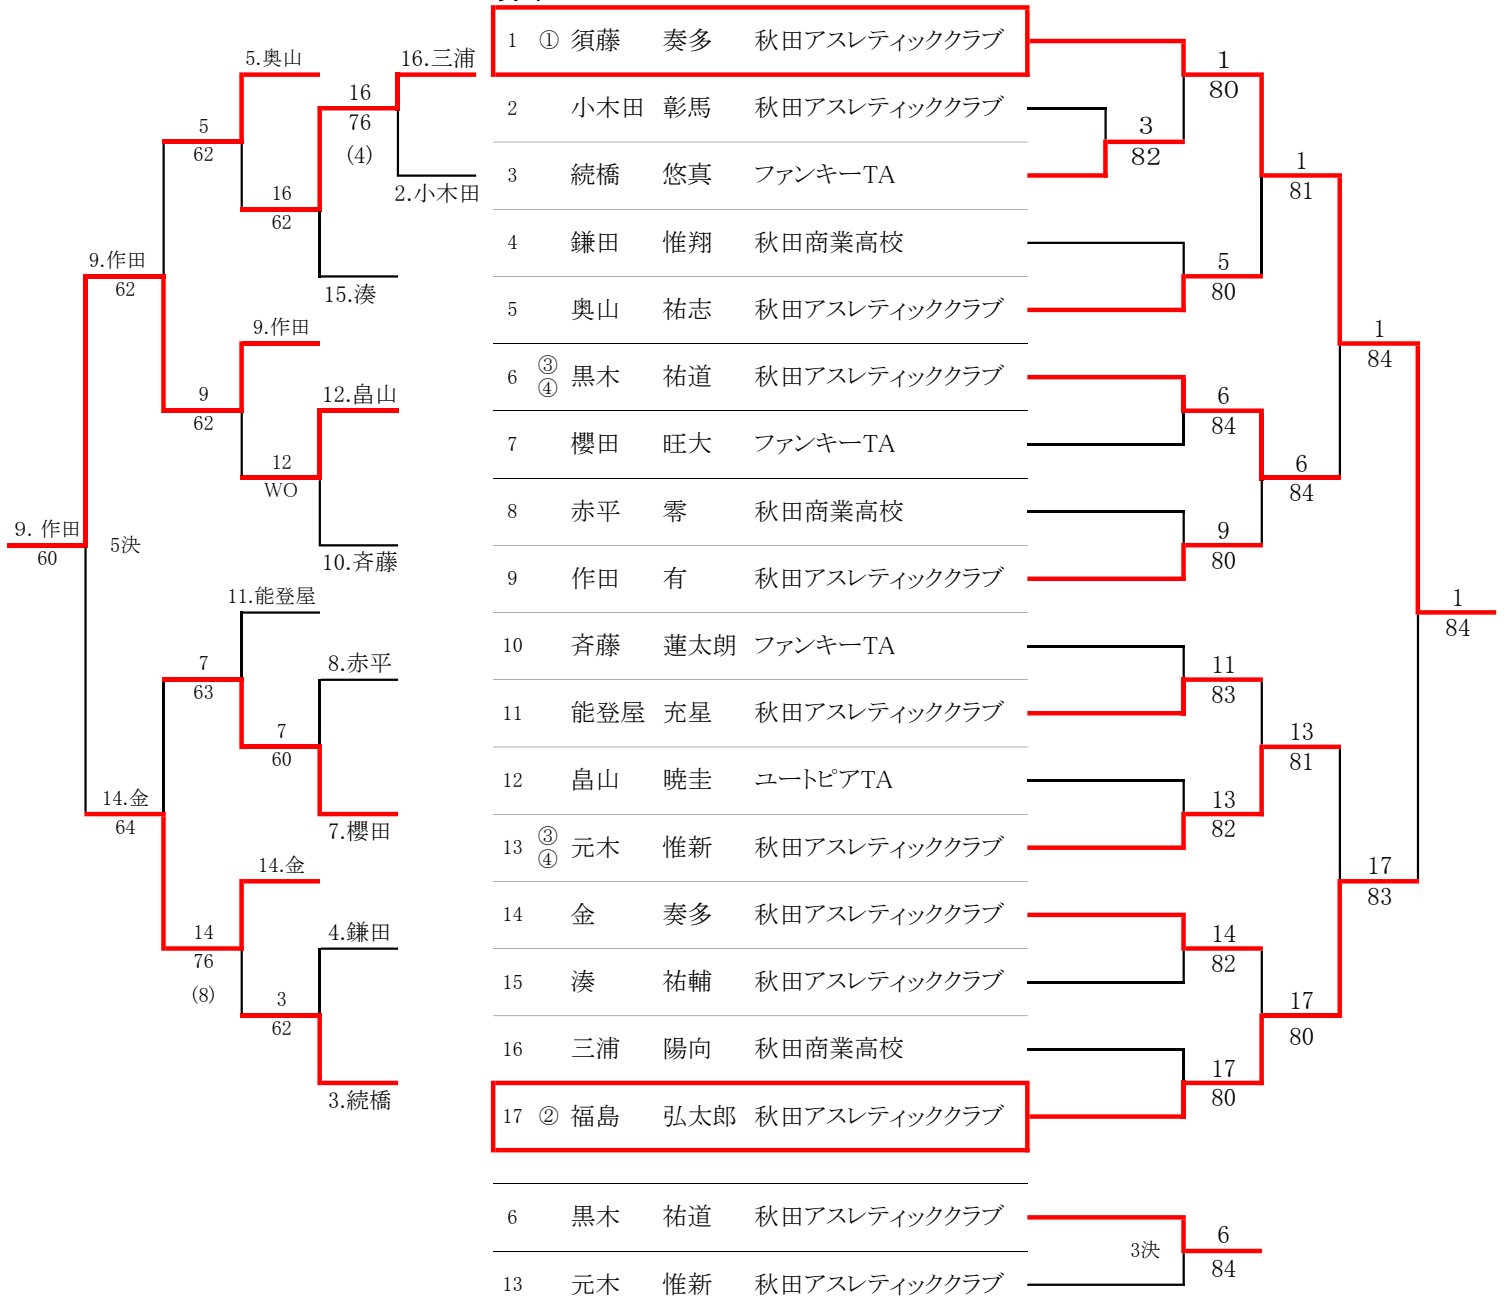 1 ① 須藤 奏多 秋田アスレティッククラブ
2 小木田 彰馬 秋田アスレティッククラブ
3 続橋 悠真 ファンキーTA
4 鎌田 惟翔 秋田商業高校
5 奥山 祐志 秋田アスレティッククラブ
6 ③④ 黒木 祐道 秋田アスレティッククラブ
7 櫻田 旺大 ファンキーTA
8 赤平 零 秋田商業高校
9 作田 有 秋田アスレティッククラブ
10 斉藤 蓮太朗 ファンキーTA
11 能登屋 充星 秋田アスレティッククラブ
12 畠山 暁圭 ユートピアTA
13 ③④ 元木 惟新 秋田アスレティッククラブ
14 金 奏多 秋田アスレティッククラブ
15 湊 祐輔 秋田アスレティッククラブ
16 三浦 陽向 秋田商業高校
17 ② 福島 弘太郎 秋田アスレティッククラブ
3
82
1
80
5
80
6
84
9
80
11
83
13
82
14
82
17
80
1
81
6
84
13
81
17
80
1
84
17
83
1
84
6 黒木 祐道 秋田アスレティッククラブ
13 元木 惟新 秋田アスレティッククラブ
3決
6
84
16.三浦
2.小木田
16
76
(4)
15.湊
5.奥山
16
62
5
62
9.作田
12.畠山
10.斉藤
12
WO
9
62
9.作田
62
11.能登屋
8.赤平
7.櫻田
7
60
7
63
14.金
4.鎌田
3.続橋
3
62
14
76
(8)
14.金
64
5決
9. 作田
60